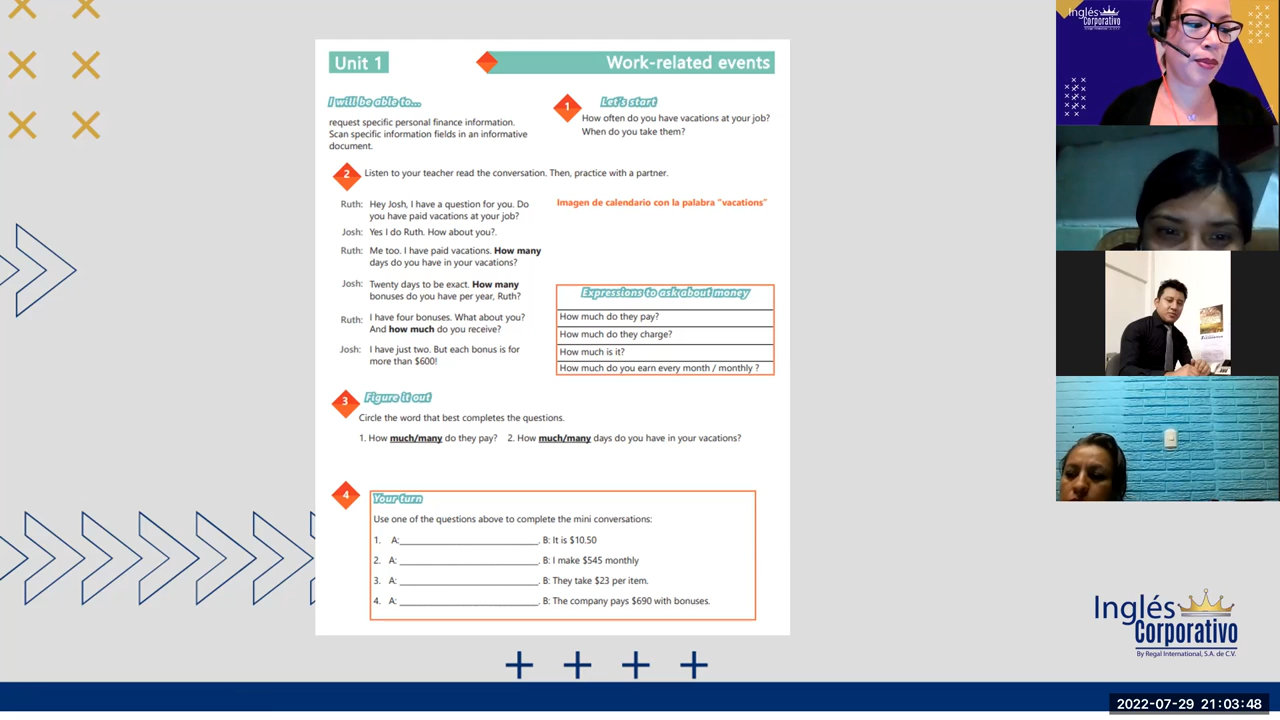 Unit 1
Work-related events
I will be able to...
request specific personal finance information.
Scan specific information fields in an informative
document.
1
Let's start
How often do you have vacations at your job?
When do you take them?
2
Listen to your teacher read the conversation. Then, practice with a partner.
Ruth: Hey Josh, I have a question for you. Do
you have paid vacations at your job?
Josh: Yes I do Ruth. How about you?.
Ruth: Me too. I have paid vacations. How many
days do you have in your vacations?
Josh: Twenty days to be exact. How many
bonuses do you have per year, Ruth?
Ruth: I have four bonuses. What about you?
And how much do you receive?
Josh: I have just two. But each bonus is for
more than $600!
Imagen de calendario con la palabra "vacations"
Expressions to ask about money
How much do they pay?
How much do they charge?
How much is it?
How much do you earn every month / monthly ?
3
Figure it out
Circle the word that best completes the questions.
1. How much/many do they pay? 2. How much/many days do you have in your vacations?
4
Your turn
Use one of the questions above to complete the mini conversations:
1. A:______________________________. B: It is $10.50
2. A: ______________________________. B: I make $545 monthly
3. A: ______________________________. B: They take $23 per item.
4. A: ______________________________. B: The company pays $690 with bonuses.
Inglés
Corporativo
Inglés
Corporativo
By Regal International, S.A. de C.V.
2022-07-29 21:03:48